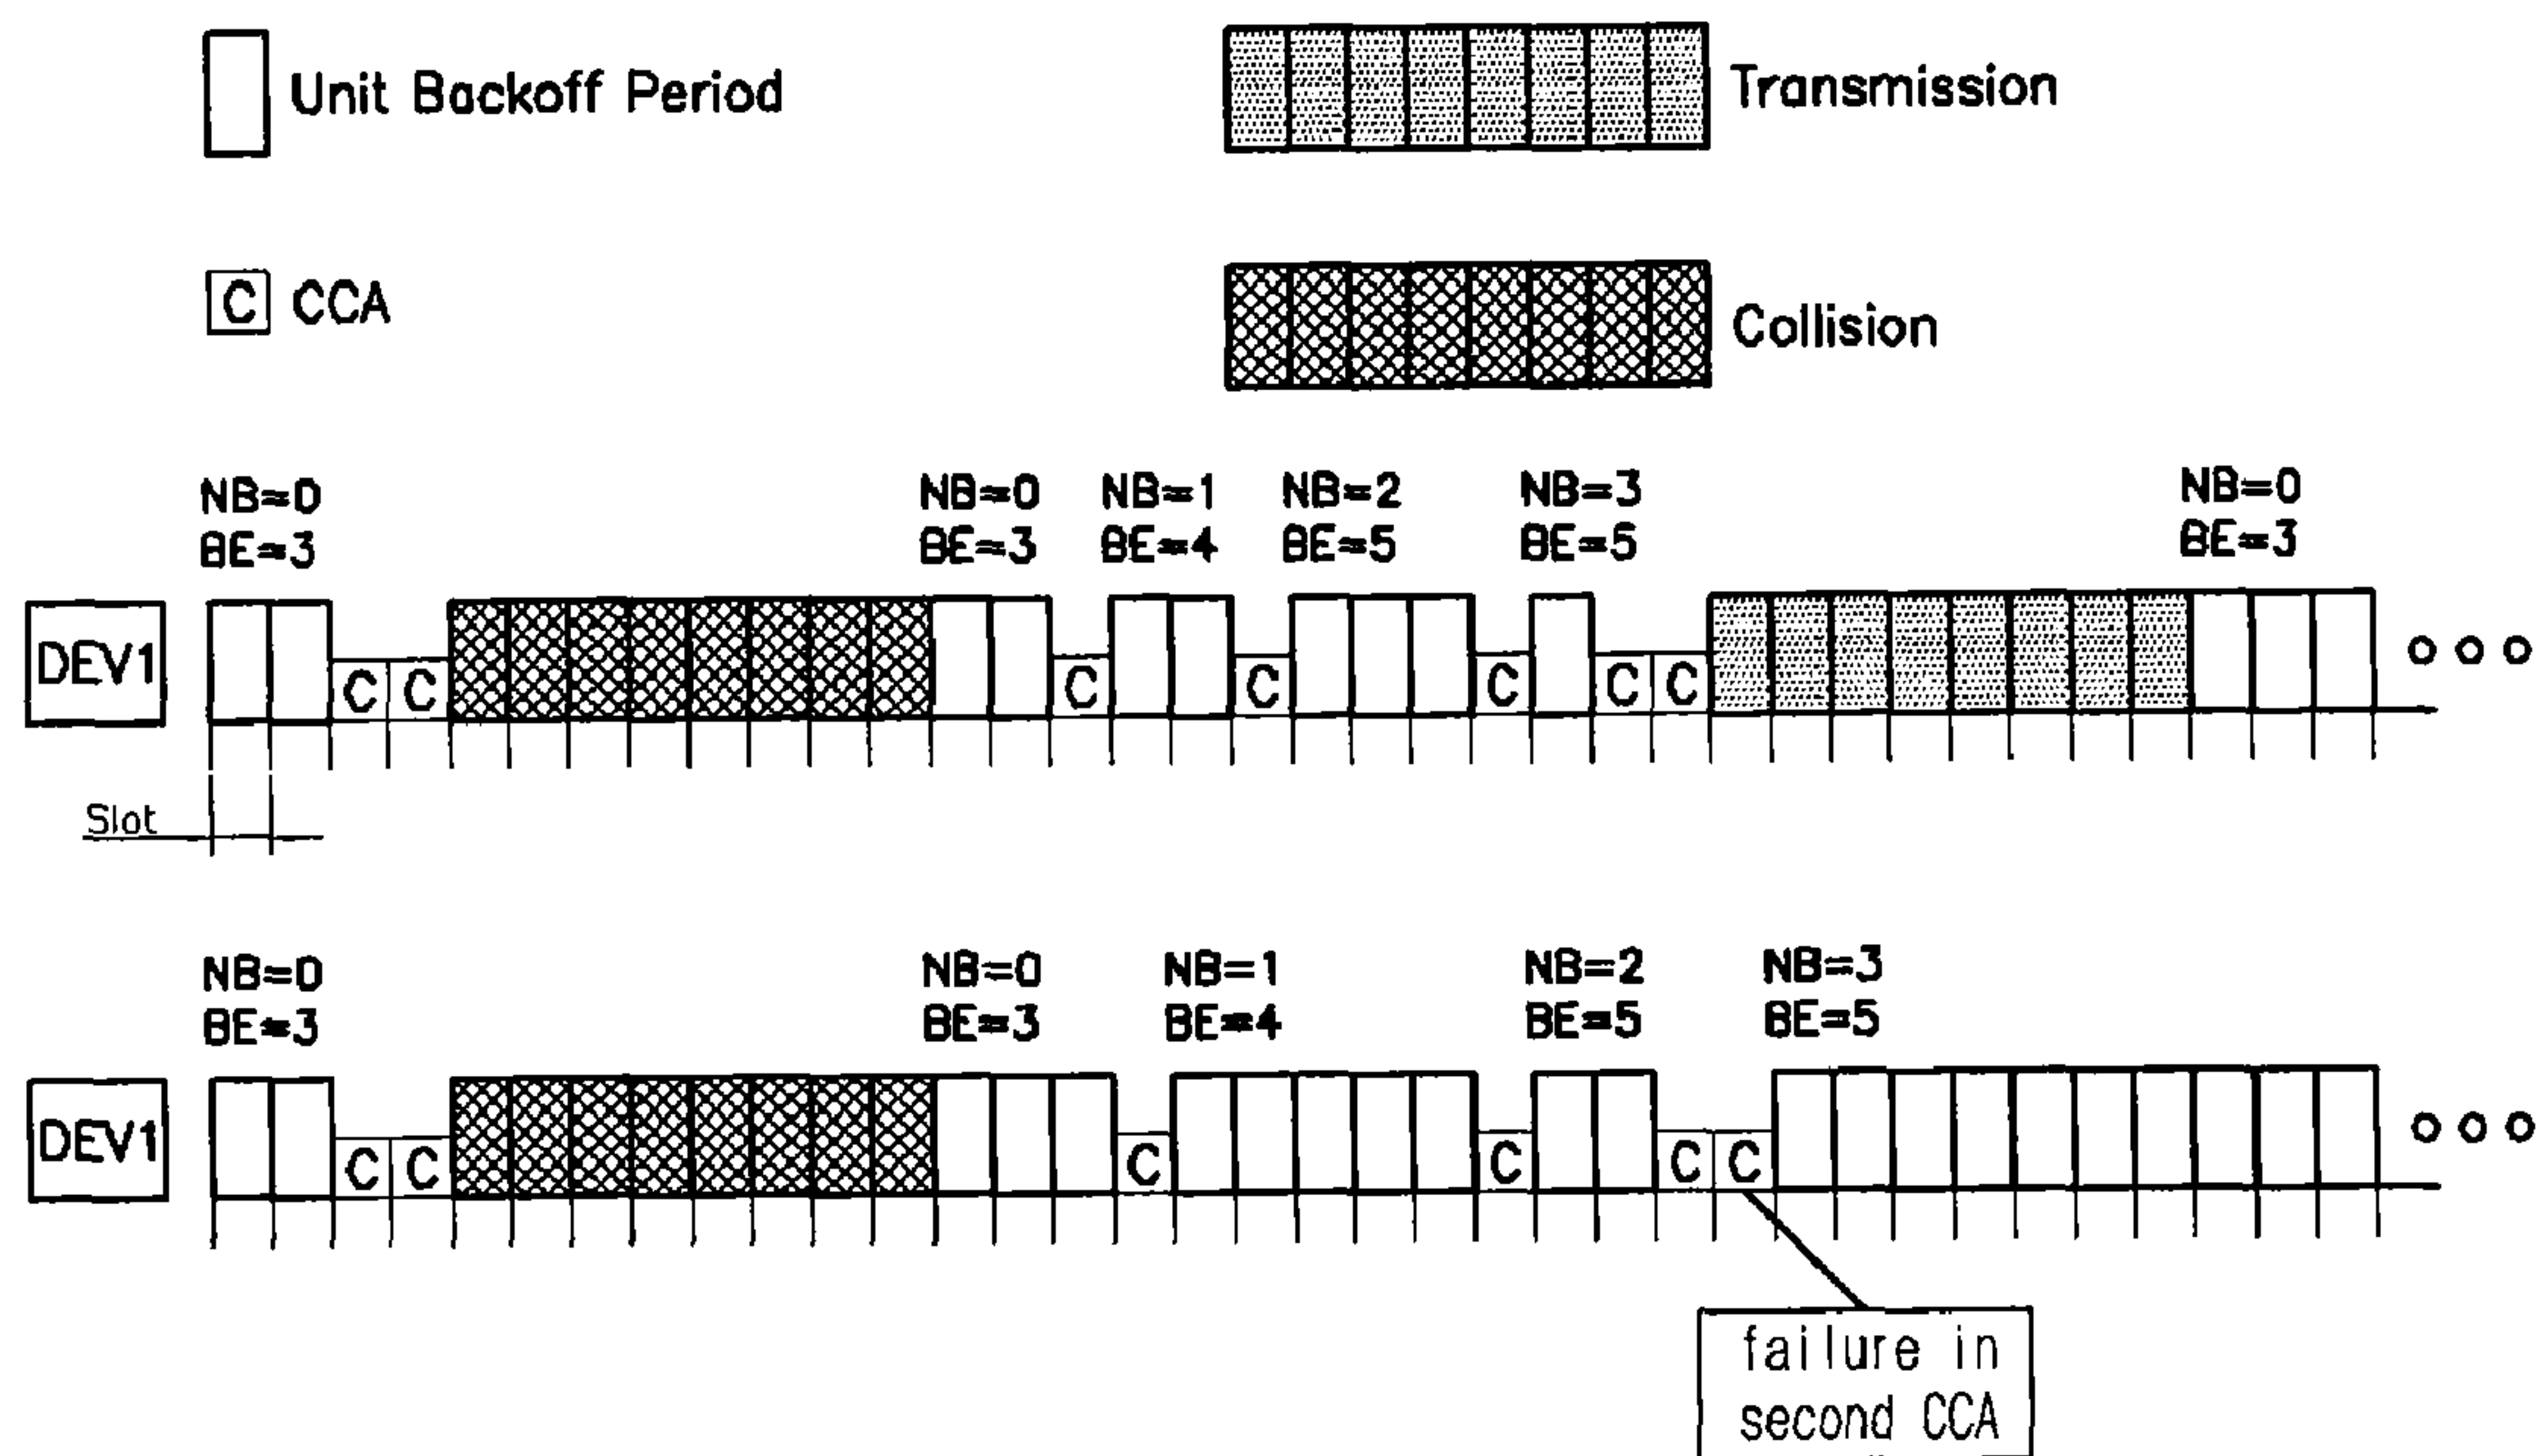 Unit Backoff Period
Transmission
C CCA
Collision
NB=0 NB=0 NB=1 NB=2 NB=3 NB=0
BE=3 BE=3 BE=4 BE=5 BE=5 BE=3
DEV1 C C C C C C C
Slot
NB=0 NB=0 NB=1 NB=2 NB=3
BE=3 BE=3 BE=4 BE=5 BE=5
DEV1 C C C C C C
failure in
second CCA